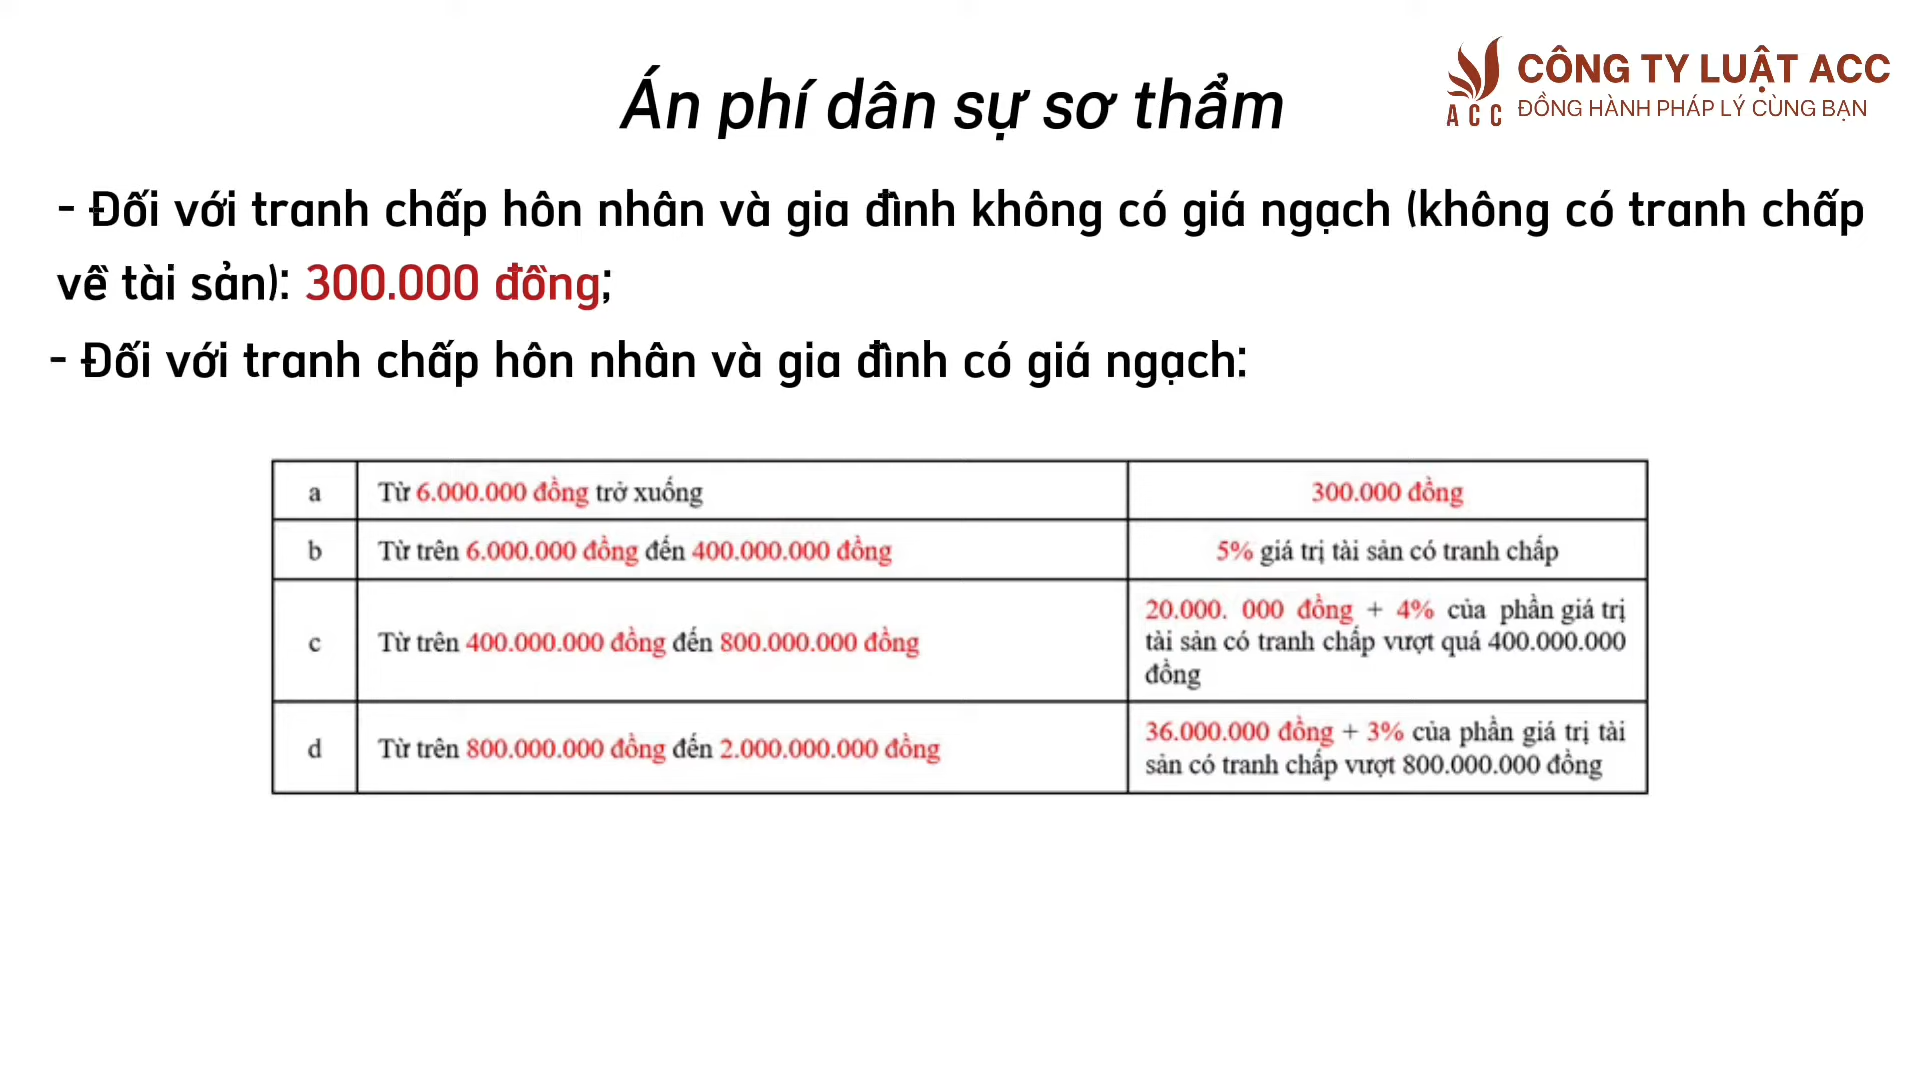 CÔNG TY LUẬT ACC
ACC ĐỒNG HÀNH PHÁP LÝ CÙNG BẠN
Án phí dân sự sơ thẩm
- Đối với tranh chấp hôn nhân và gia đình không có giá ngạch (không có tranh chấp
về tài sản): 300.000 đồng;
- Đối với tranh chấp hôn nhân và gia đình có giá ngạch:
a Từ 6.000.000 đồng trở xuống 300.000 đồng
b Từ trên 6.000.000 đồng đến 400.000.000 đồng 5% giá trị tài sản có tranh chấp
c Từ trên 400.000.000 đồng đến 800.000.000 đồng
20.000. 000 đồng + 4% của phần giá trị
tài sản có tranh chấp vượt quá 400.000.000
đồng
d Từ trên 800.000.000 đồng đến 2.000.000.000 đồng
36.000.000 đồng + 3% của phần giá trị tài
sản có tranh chấp vượt 800.000.000 đồng